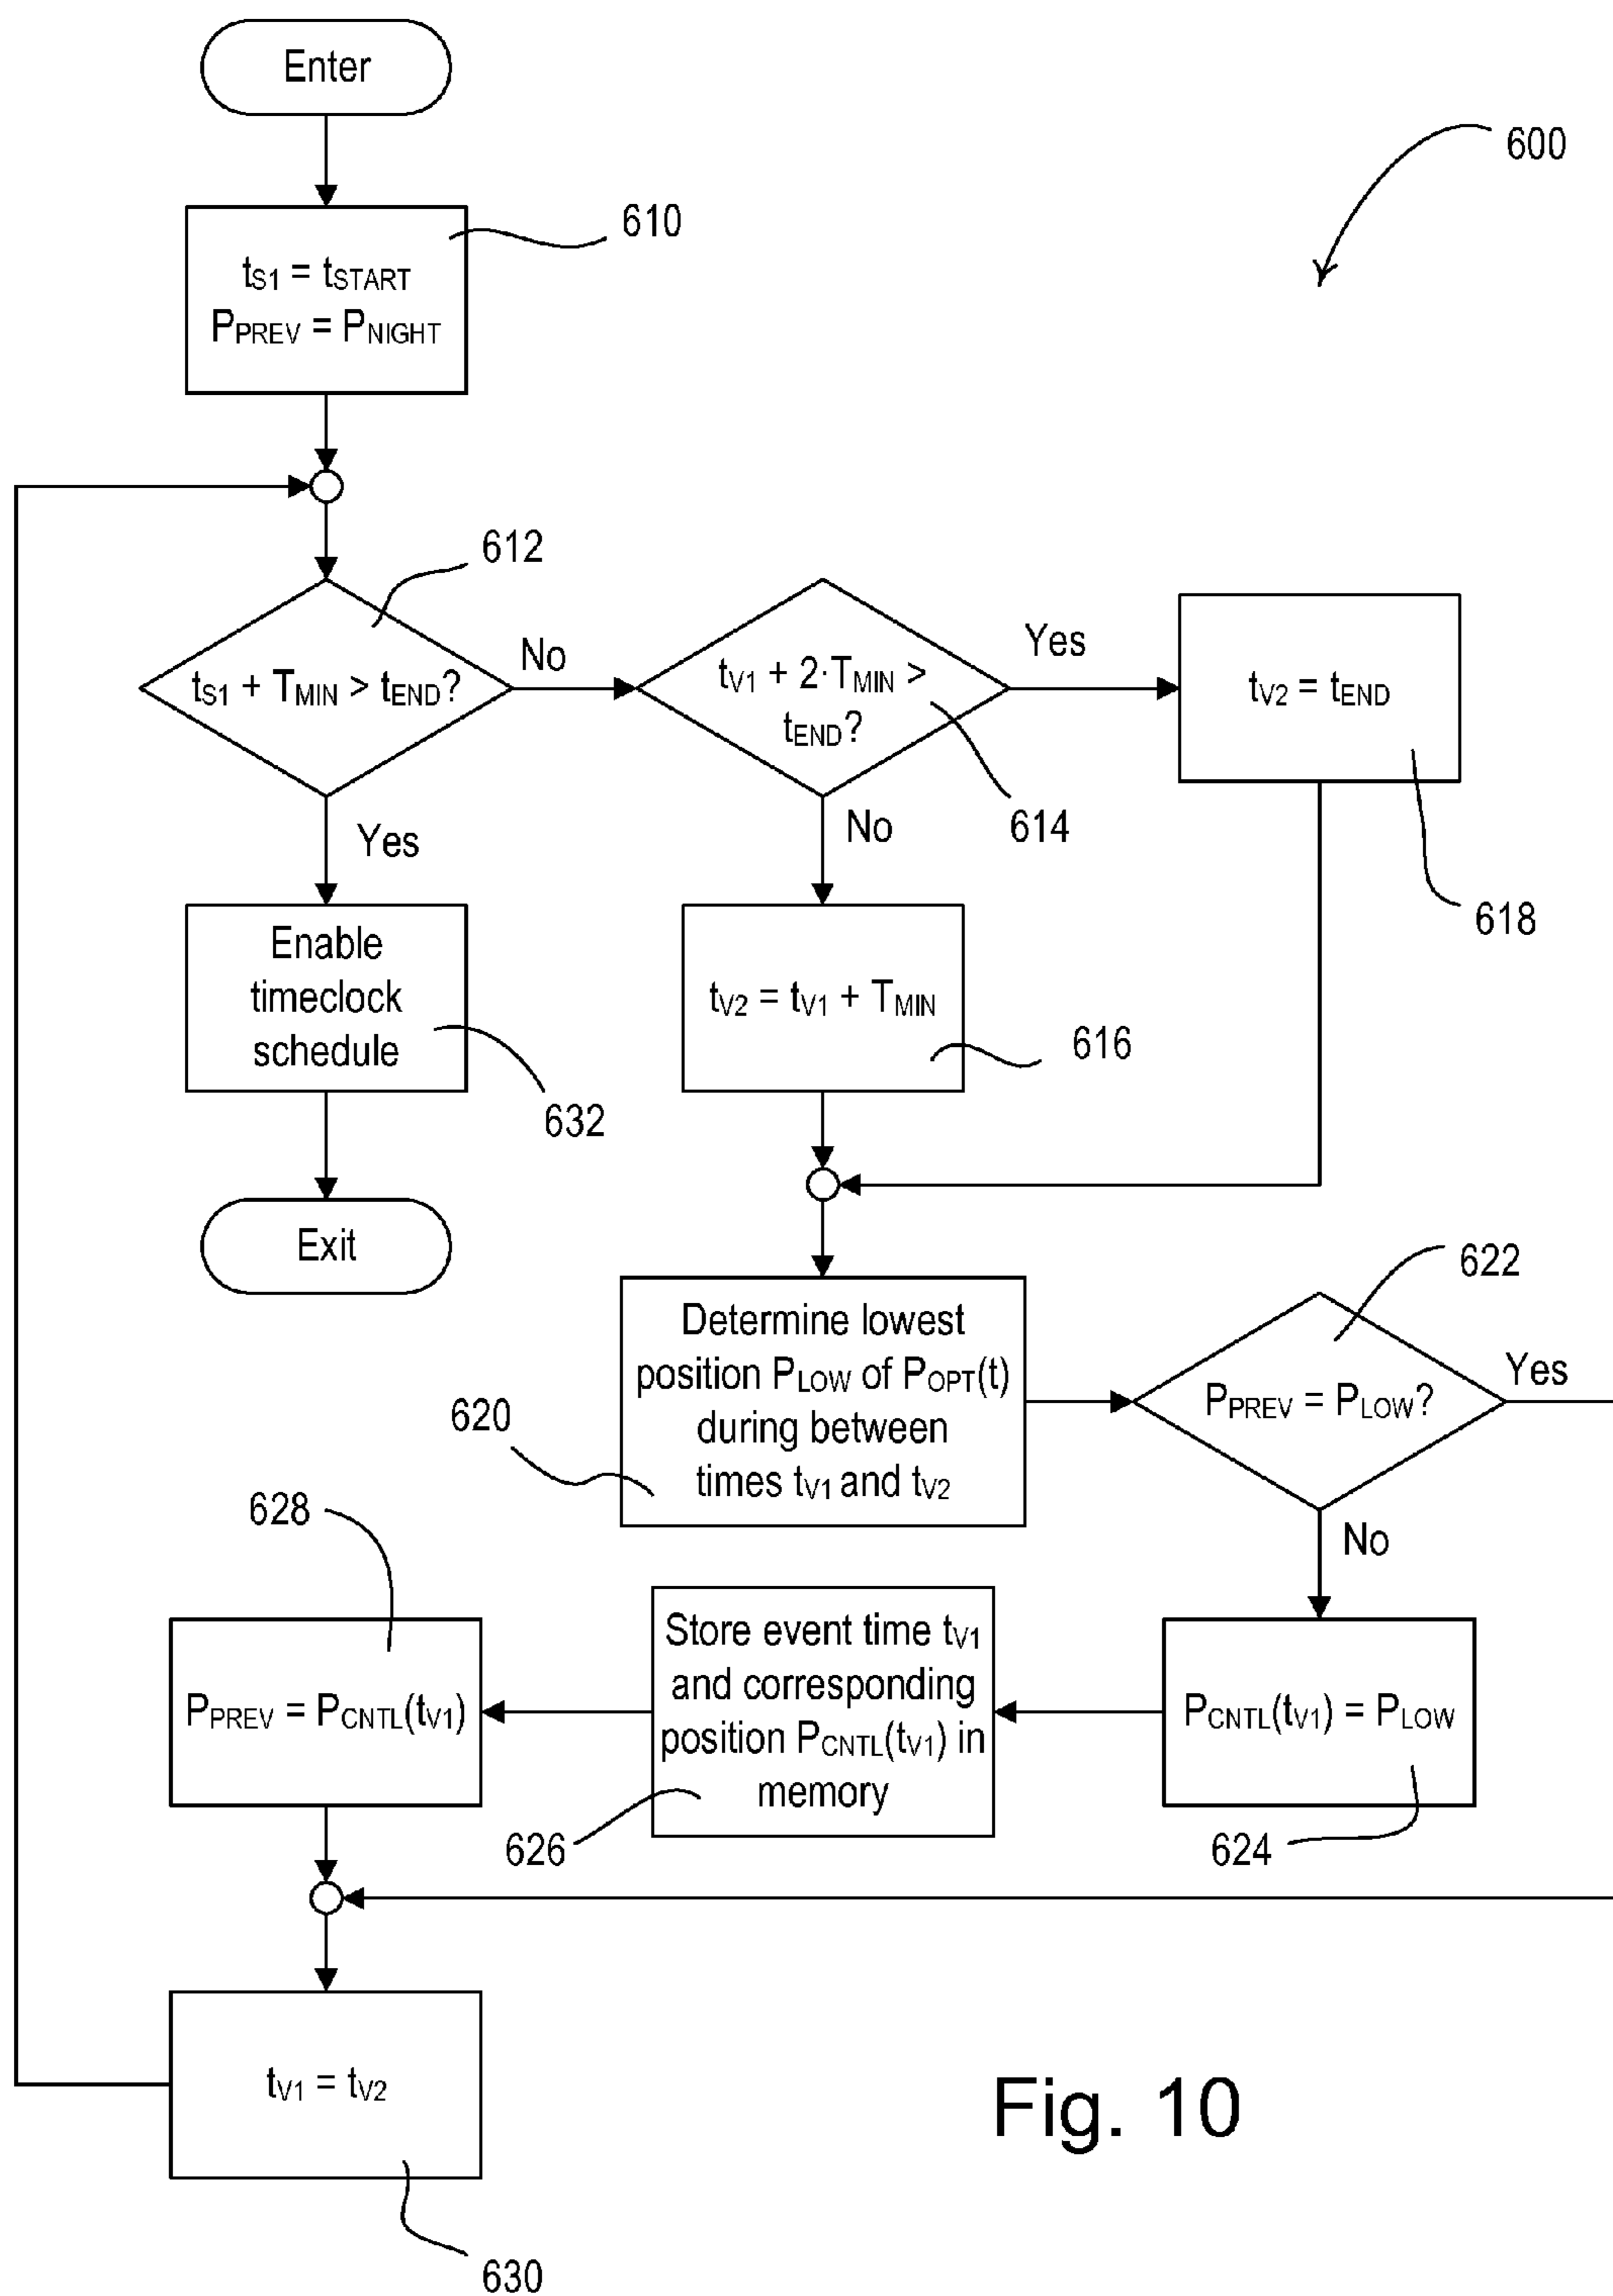 Enter
600
610
tS1 = tSTART
PPREV = PNIGHT
612
tS1 + TMIN > tEND?
No
Yes
tV1 + 2·TMIN >
tEND?
614
Yes
No
tV2 = tEND
618
Enable
timeclock
schedule
632
tV2 = tV1 + TMIN
616
Exit
Determine lowest
position PLOW of POPT(t)
during between
times tV1 and tV2
620
622
PPREV = PLOW?
Yes
No
628
PPREV = PCNTL(tV1)
Store event time tV1
and corresponding
position PCNTL(tV1) in
memory
626
PCNTL(tV1) = PLOW
624
tV1 = tV2
630
Fig. 10